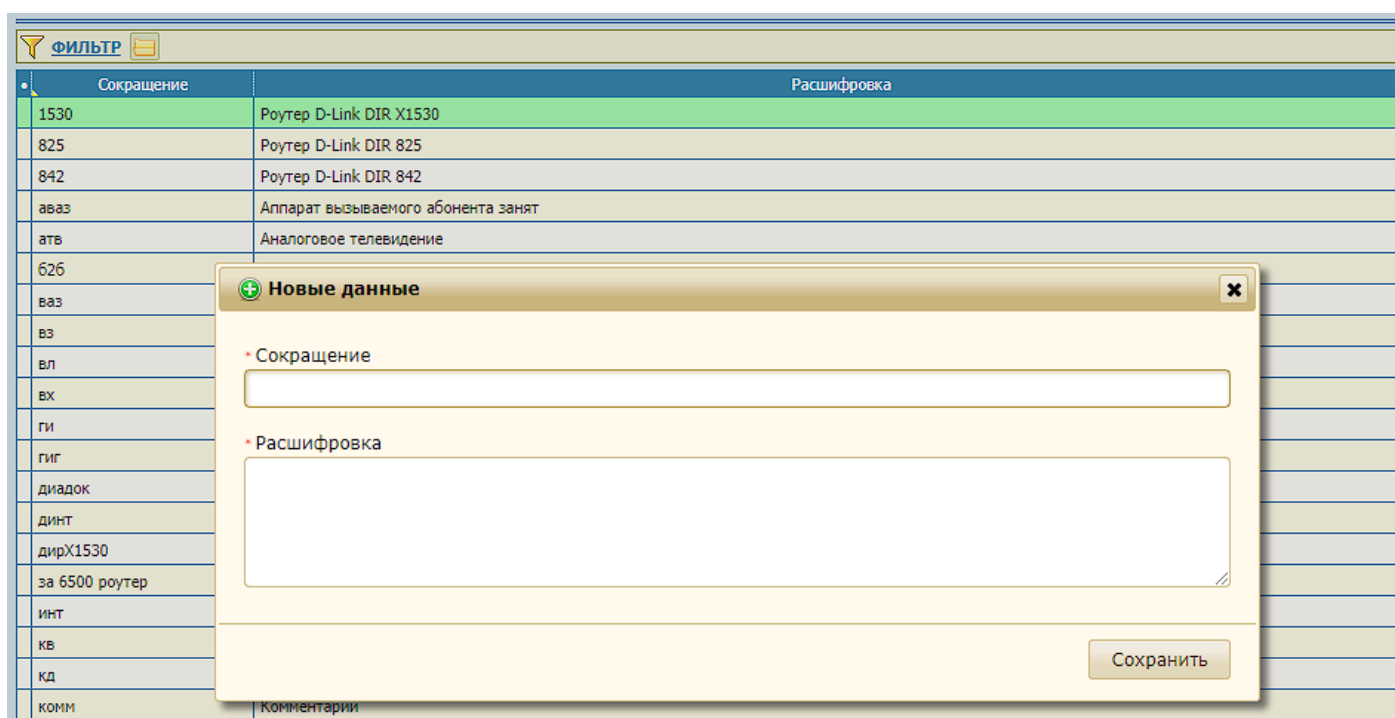 ФИЛЬТР
Сокращение Расшифровка
1530 Роутер D-Link DIR X1530
825 Роутер D-Link DIR 825
842 Роутер D-Link DIR 842
аваз Аппарат вызываемого абонента занят
атв Аналоговое телевидение
б2б
ваз
вз
вл
вх
ги
гиг
диадок
динт
дирХ1530
за 6500 роутер
инт
кв
кд
комм Комментарии
Новые данные
* Сокращение
* Расшифровка
Сохранить